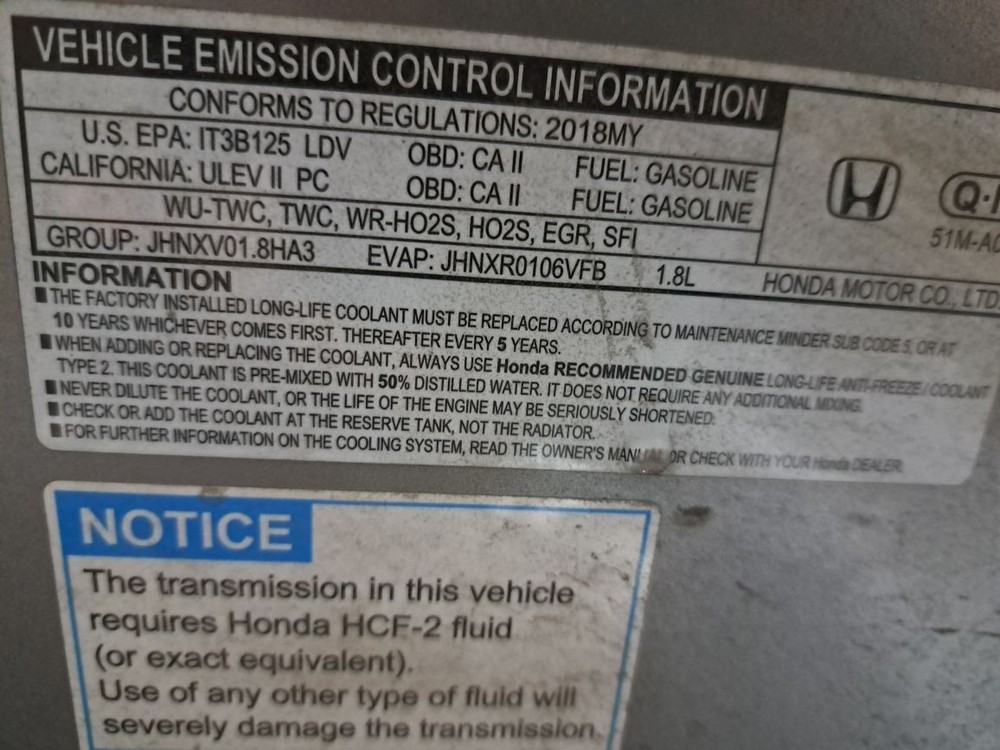 VEHICLE EMISSION CONTROL INFORMATION
CONFORMS TO REGULATIONS: 2018MY
U.S. EPA: IT3B125 LDV OBD: CA II FUEL: GASOLINE
CALIFORNIA: ULEV II PC OBD: CA II FUEL: GASOLINE
WU-TWC, TWC, WR-HO2S, HO2S, EGR, SFI
GROUP: JHNXV01.8HA3 EVAP: JHNXR0106VFB 1.8L HONDA MOTOR CO., LTD
51M-A
INFORMATION
■ THE FACTORY INSTALLED LONG-LIFE COOLANT MUST BE REPLACED ACCORDING TO MAINTENANCE MINDER SUB CODE 5, OR AT
10 YEARS WHICHEVER COMES FIRST. THEREAFTER EVERY 5 YEARS.
■ WHEN ADDING OR REPLACING THE COOLANT, ALWAYS USE Honda RECOMMENDED GENUINE LONG-LIFE ANTI-FREEZE / COOLANT
TYPE 2. THIS COOLANT IS PRE-MIXED WITH 50% DISTILLED WATER. IT DOES NOT REQUIRE ANY ADDITIONAL MIXING.
■ NEVER DILUTE THE COOLANT, OR THE LIFE OF THE ENGINE MAY BE SERIOUSLY SHORTENED.
■ CHECK OR ADD THE COOLANT AT THE RESERVE TANK, NOT THE RADIATOR.
■ FOR FURTHER INFORMATION ON THE COOLING SYSTEM, READ THE OWNER'S MANUAL OR CHECK WITH YOUR Honda DEALER.
NOTICE
The transmission in this vehicle
requires Honda HCF-2 fluid
(or exact equivalent).
Use of any other type of fluid will
severely damage the transmission.